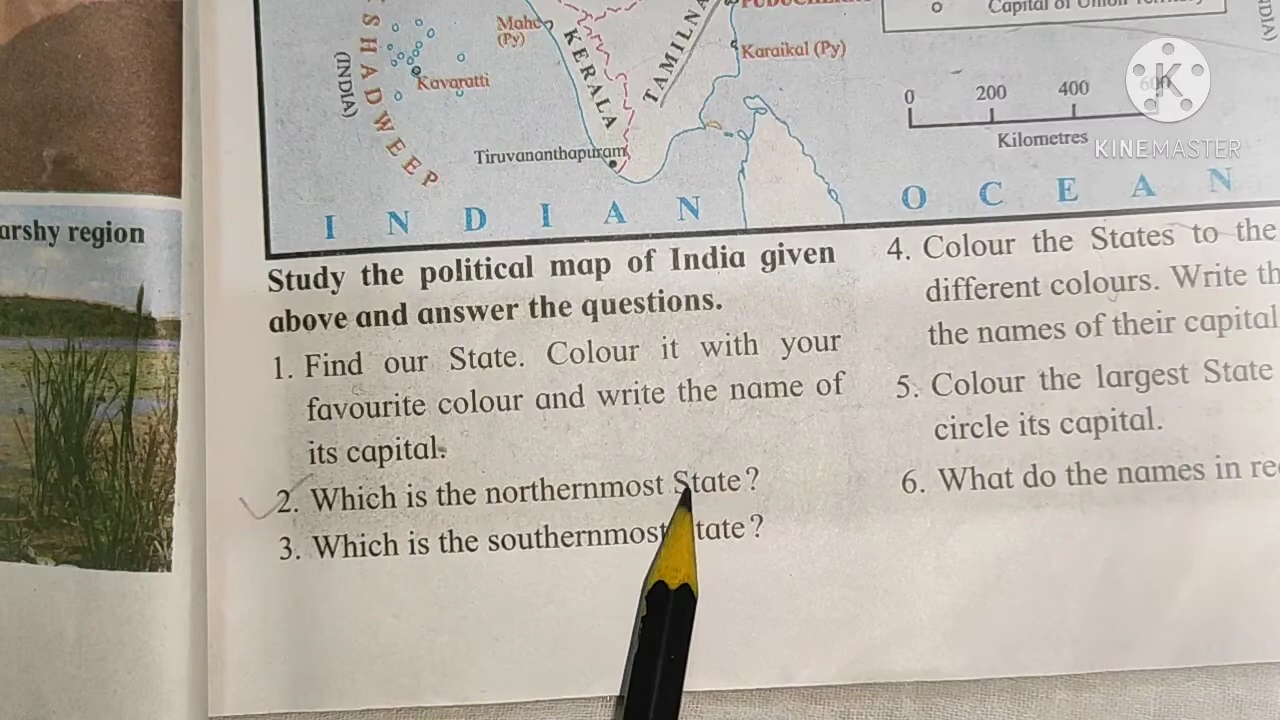 Mahe
(Py)
KERALA
TAMILNA
Karaikal (Py)
Capital of Union Territory
SHADWEEP
(INDIA)
Kavaratti
Tiruvananthapuram
0 200 400 600
Kilometres
KINEMASTER
INDIAN OCEAN
arshy region
Study the political map of India given
above and answer the questions.
1. Find our State. Colour it with your
favourite colour and write the name of
its capital.
2. Which is the northernmost State?
3. Which is the southernmost State?
4. Colour the States to the
different colours. Write th
the names of their capital
5. Colour the largest State
circle its capital.
6. What do the names in re